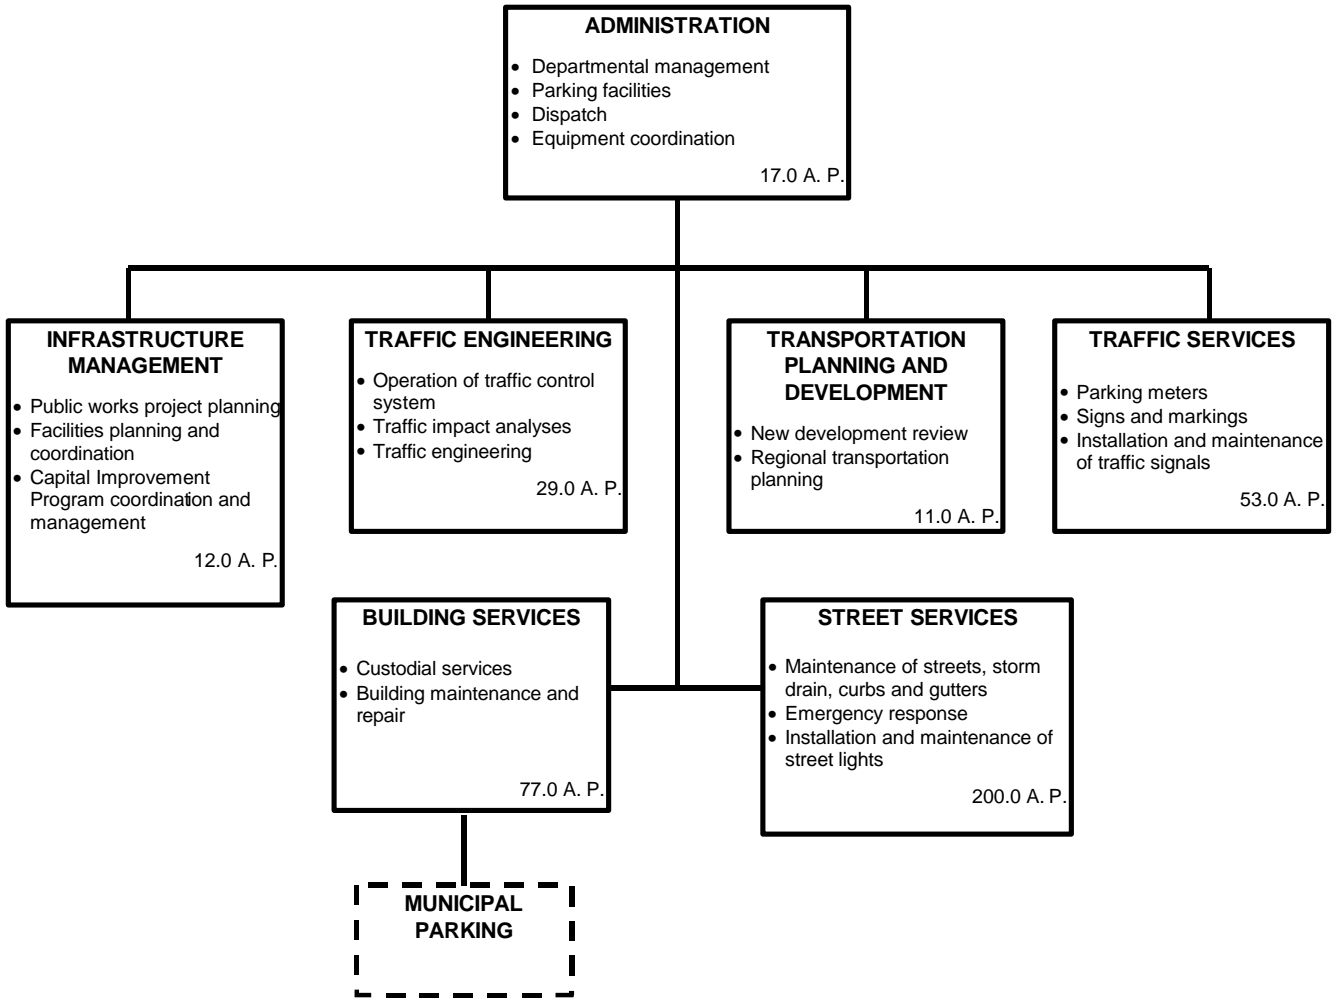 ADMINISTRATION
• Departmental management
• Parking facilities
• Dispatch
• Equipment coordination
17.0 A. P.
INFRASTRUCTURE
MANAGEMENT
• Public works project planning
• Facilities planning and
coordination
• Capital Improvement
Program coordination and
management
12.0 A. P.
TRAFFIC ENGINEERING
• Operation of traffic control
system
• Traffic impact analyses
• Traffic engineering
29.0 A. P.
TRANSPORTATION
PLANNING AND
DEVELOPMENT
• New development review
• Regional transportation
planning
11.0 A. P.
TRAFFIC SERVICES
• Parking meters
• Signs and markings
• Installation and maintenance
of traffic signals
53.0 A. P.
BUILDING SERVICES
• Custodial services
• Building maintenance and
repair
77.0 A. P.
STREET SERVICES
• Maintenance of streets, storm
drain, curbs and gutters
• Emergency response
• Installation and maintenance of
street lights
200.0 A. P.
MUNICIPAL
PARKING